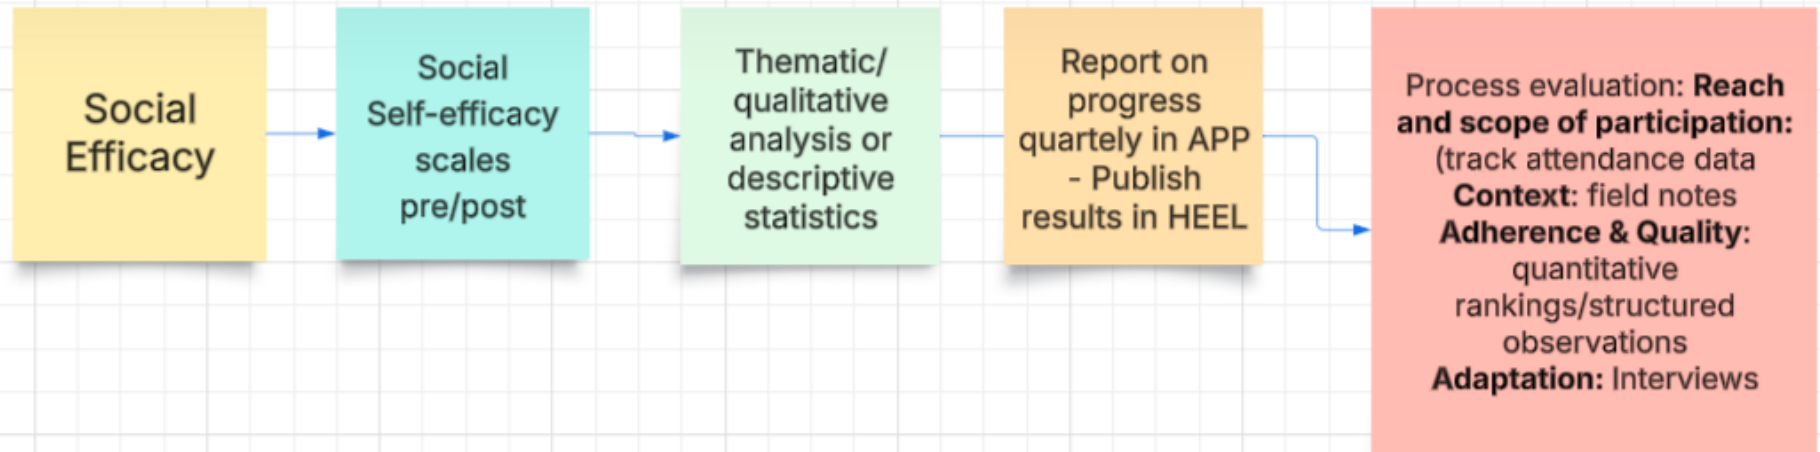 Social
Efficacy
Social
Self-efficacy
scales
pre/post
Thematic/
qualitative
analysis or
descriptive
statistics
Report on
progress
quartely in APP
- Publish
results in HEEL
Process evaluation: Reach
and scope of participation:
(track attendance data
Context: field notes
Adherence & Quality:
quantitative
rankings/structured
observations
Adaptation: Interviews